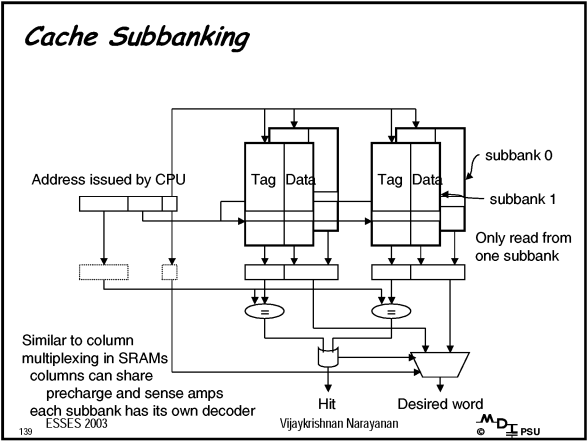 Cache Subbanking
Address issued by CPU
Tag Data
Tag Data
subbank 0
subbank 1
Only read from
one subbank
=
=
Similar to column
multiplexing in SRAMs
columns can share
precharge and sense amps
each subbank has its own decoder
Hit
Desired word
139
ESSES 2003
Vijaykrishnan Narayanan
MDL
© PSU